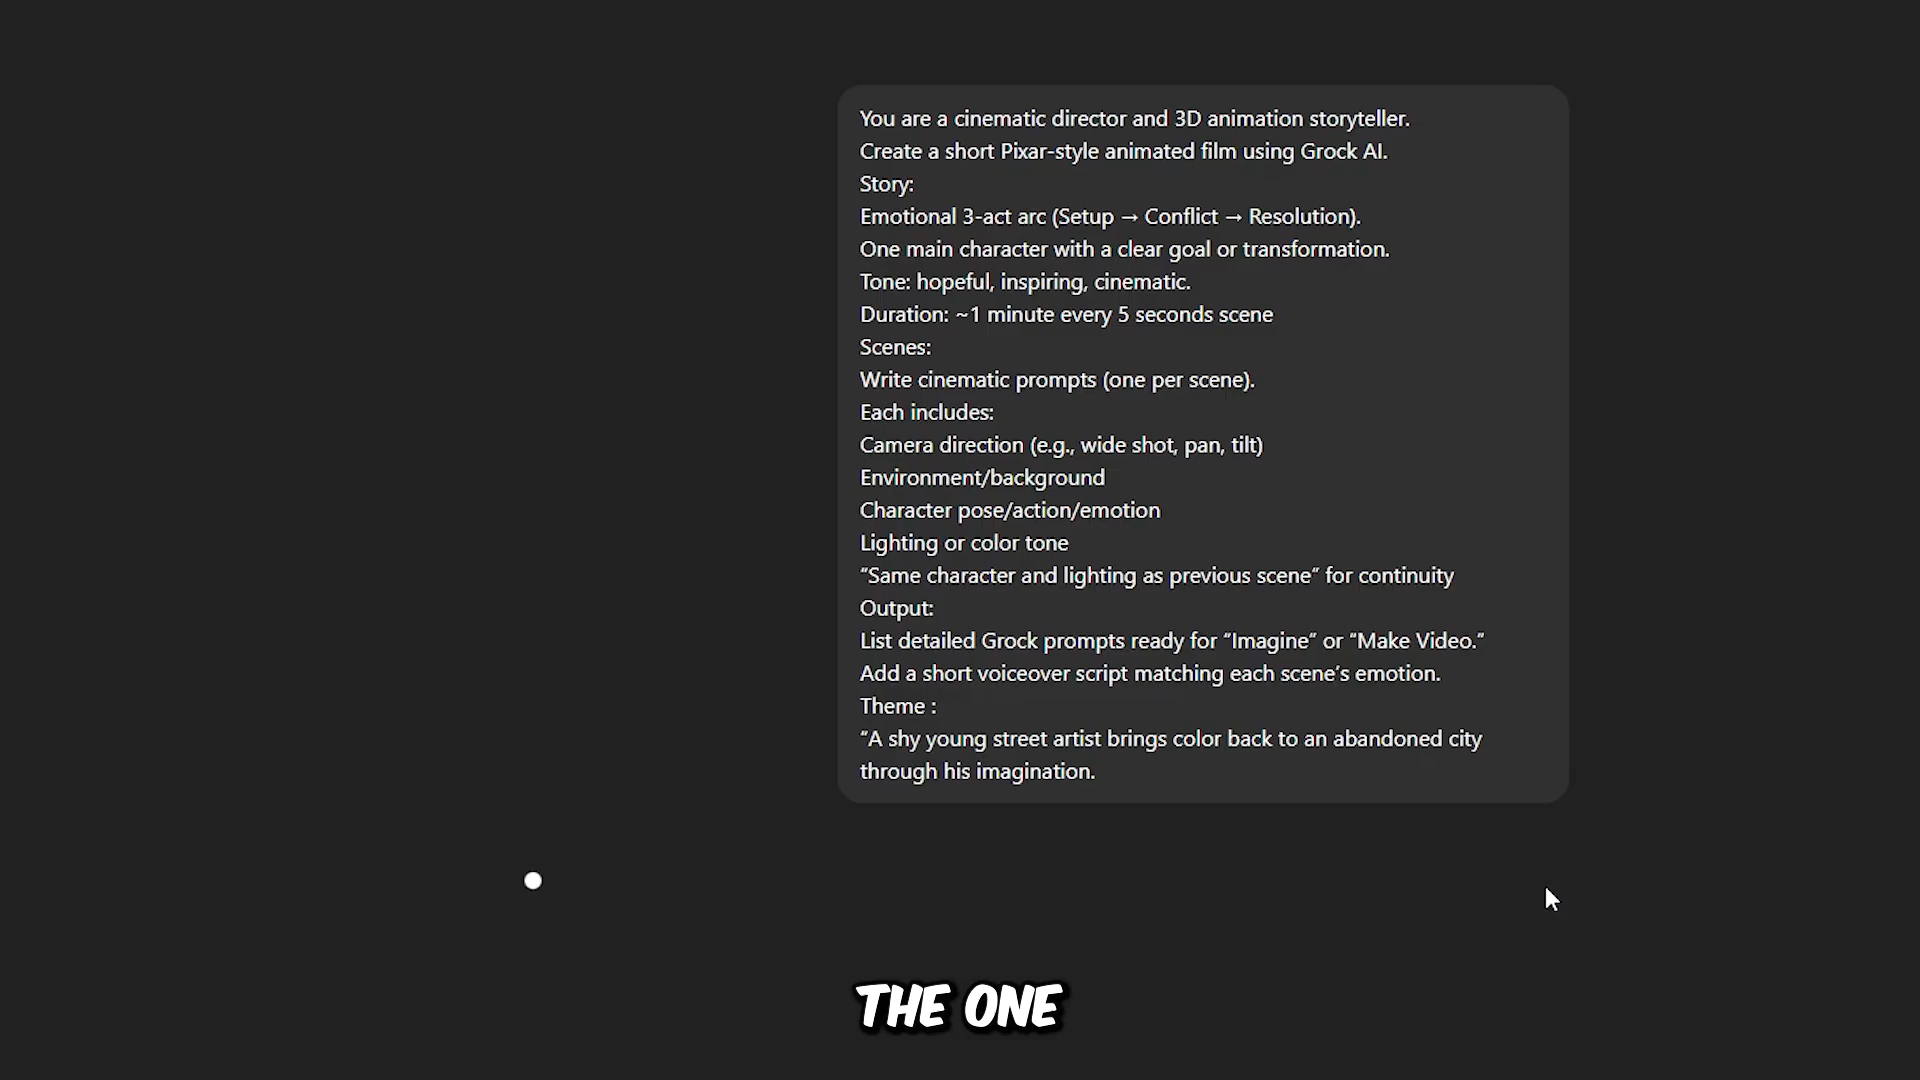 You are a cinematic director and 3D animation storyteller.
Create a short Pixar-style animated film using Grock AI.
Story:
Emotional 3-act arc (Setup → Conflict → Resolution).
One main character with a clear goal or transformation.
Tone: hopeful, inspiring, cinematic.
Duration: ~1 minute every 5 seconds scene
Scenes:
Write cinematic prompts (one per scene).
Each includes:
Camera direction (e.g., wide shot, pan, tilt)
Environment/background
Character pose/action/emotion
Lighting or color tone
“Same character and lighting as previous scene” for continuity
Output:
List detailed Grock prompts ready for “Imagine” or “Make Video.”
Add a short voiceover script matching each scene’s emotion.
Theme :
“A shy young street artist brings color back to an abandoned city
through his imagination.
THE ONE